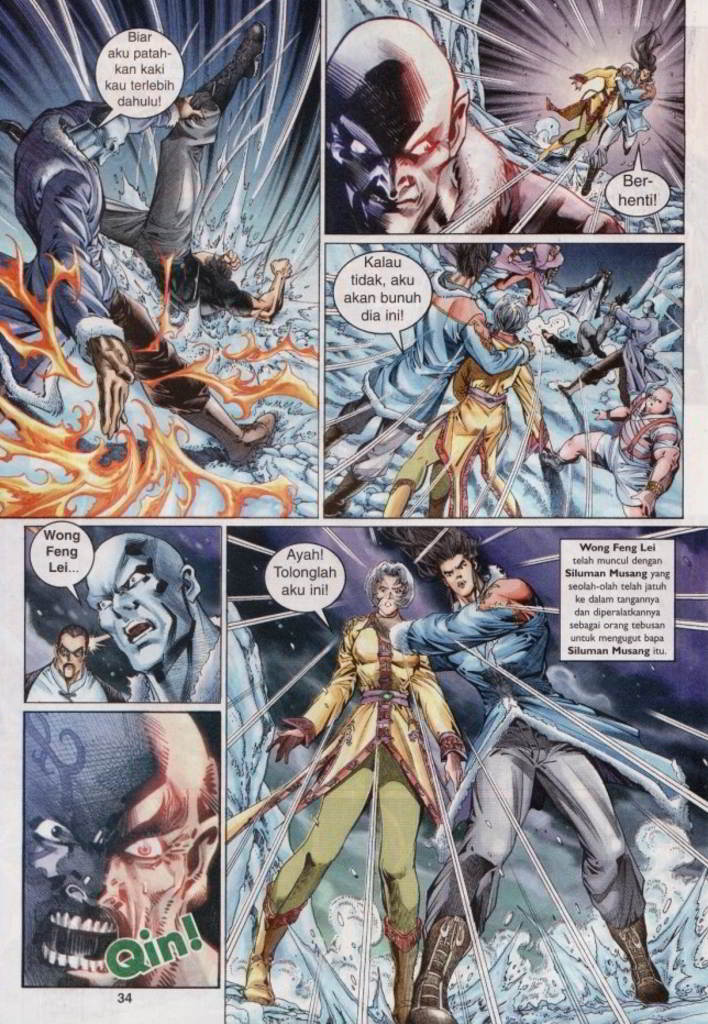 Biar
aku patah-
kan kaki
kau terlebih
dahulu!
Ber-
henti!
Kalau
tidak, aku
akan bunuh
dia ini!
Wong
Feng
Lei...
Ayah!
Tolonglah
aku ini!
Wong Feng Lei
telah muncul dengan
Siluman Musang yang
seolah-olah telah jatuh
ke dalam tangannya
dan diperalatkannya
sebagai orang tebusan
untuk mengugut bapa
Siluman Musang itu.
Qin!
34